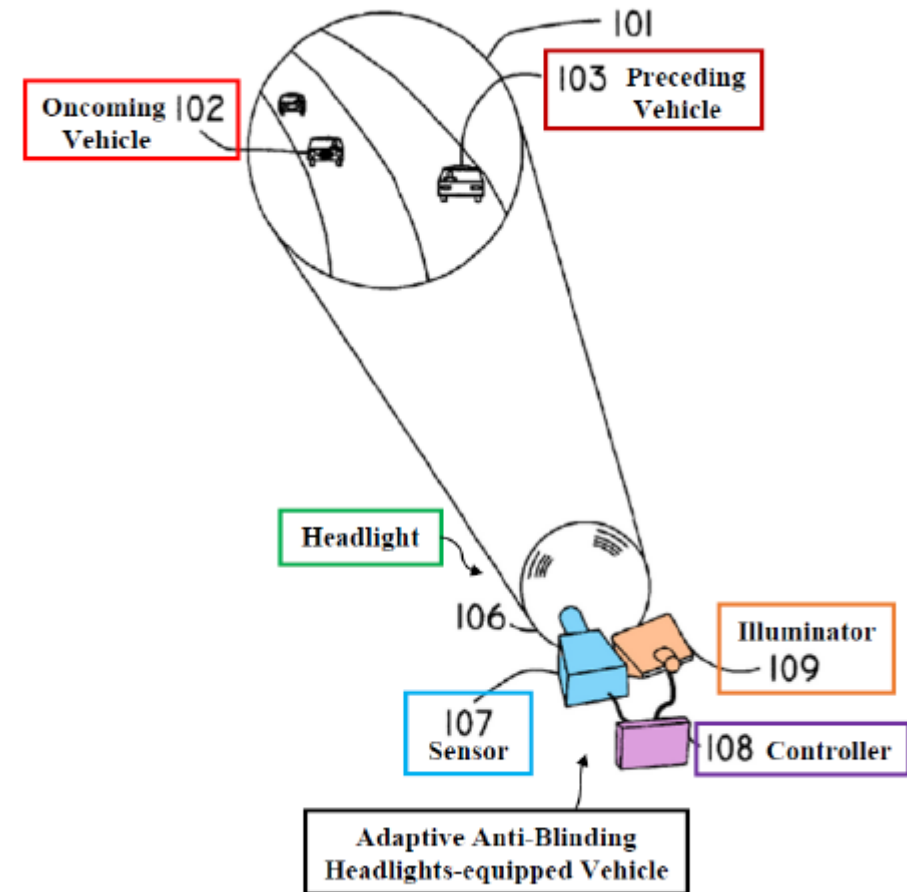 101
103 Preceding
Vehicle
Oncoming 102
Vehicle
Headlight
106
Illuminator
109
107
Sensor
108 Controller
Adaptive Anti-Blinding
Headlights-equipped Vehicle